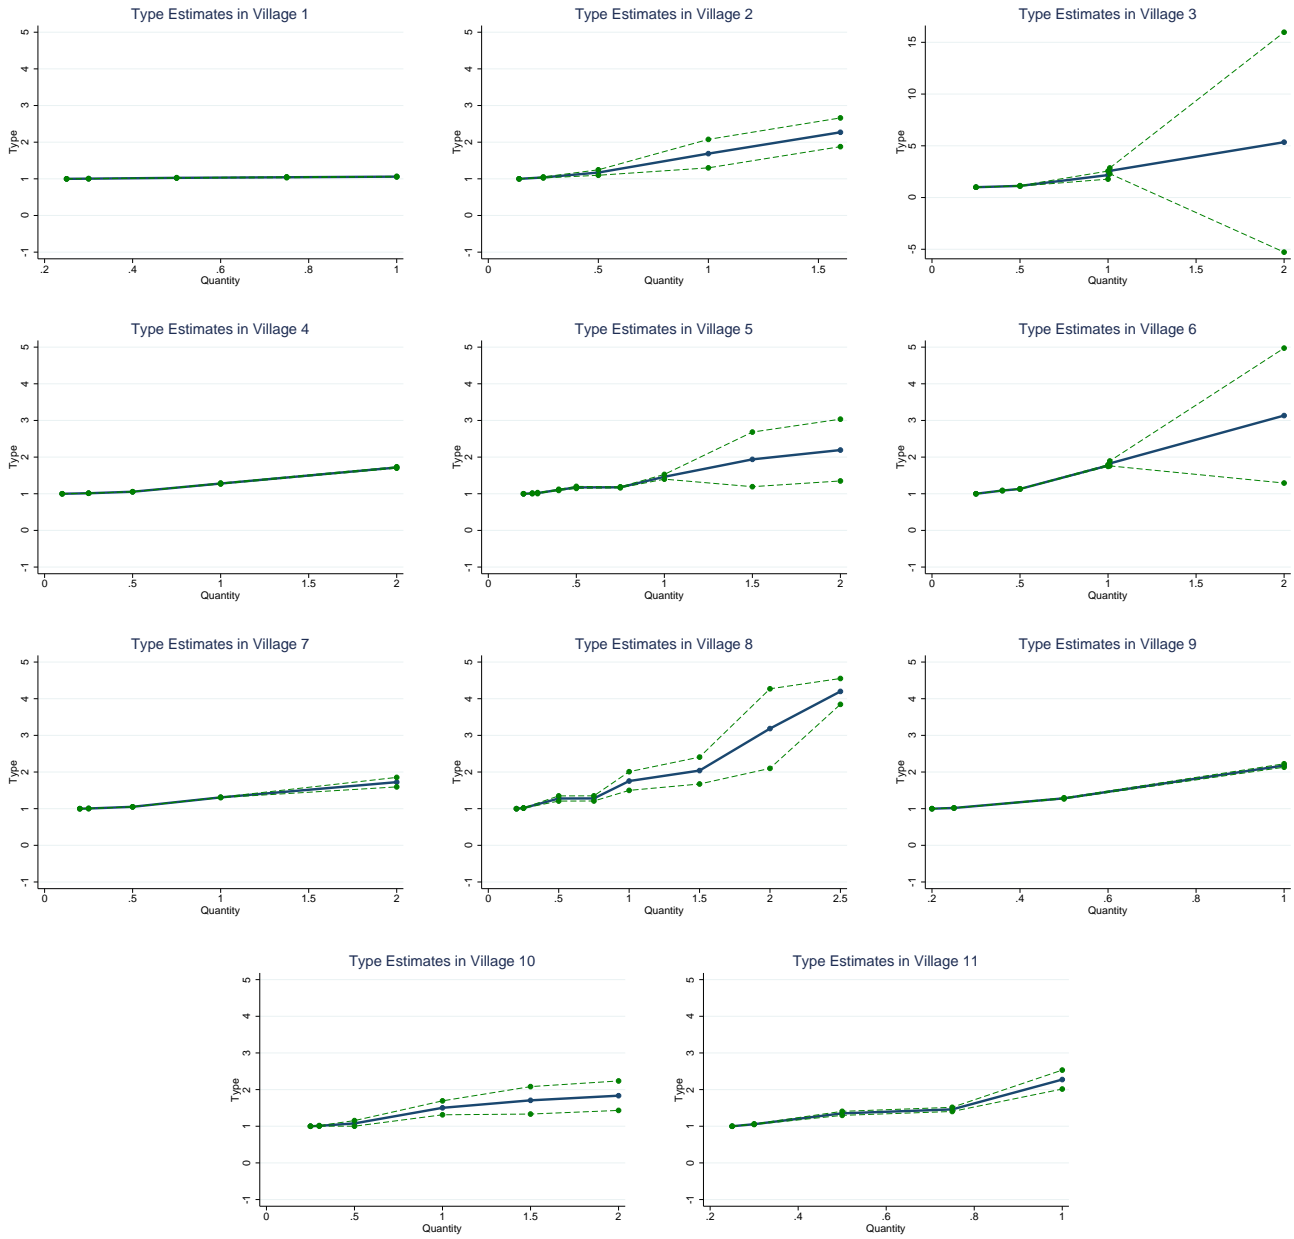 Type Estimates in Village 1
Type
-1 0 1 2 3 4 5
.2 .4 .6 .8 1
Quantity
Type Estimates in Village 2
Type
-1 0 1 2 3 4 5
0 .5 1 1.5
Quantity
Type Estimates in Village 3
Type
-5 0 5 10 15
0 .5 1 1.5 2
Quantity
Type Estimates in Village 4
Type
-1 0 1 2 3 4 5
0 .5 1 1.5 2
Quantity
Type Estimates in Village 5
Type
-1 0 1 2 3 4 5
0 .5 1 1.5 2
Quantity
Type Estimates in Village 6
Type
-1 0 1 2 3 4 5
0 .5 1 1.5 2
Quantity
Type Estimates in Village 7
Type
-1 0 1 2 3 4 5
0 .5 1 1.5 2
Quantity
Type Estimates in Village 8
Type
-1 0 1 2 3 4 5
0 .5 1 1.5 2 2.5
Quantity
Type Estimates in Village 9
Type
-1 0 1 2 3 4 5
.2 .4 .6 .8 1
Quantity
Type Estimates in Village 10
Type
-1 0 1 2 3 4 5
0 .5 1 1.5 2
Quantity
Type Estimates in Village 11
Type
-1 0 1 2 3 4 5
.2 .4 .6 .8 1
Quantity